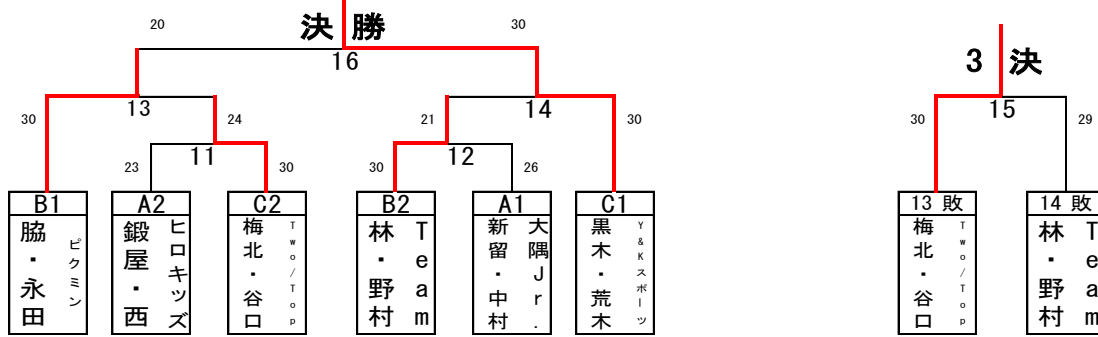 20
決 勝
30
16
3 決
30
13
24
21
14
30
30
15
29
23
11
30
30
12
26
B1
A2
C2
B2
A1
C1
13 敗
14 敗
脇・永田
ピクミン
鍛屋・西
ヒロキッズ
梅北・谷口
Two/Top
林・野村
Team
新留・中村
大隅Jr.
黒木・荒木
Y&Kスポーツ
梅北・谷口
Two/Top
林・野村
Team